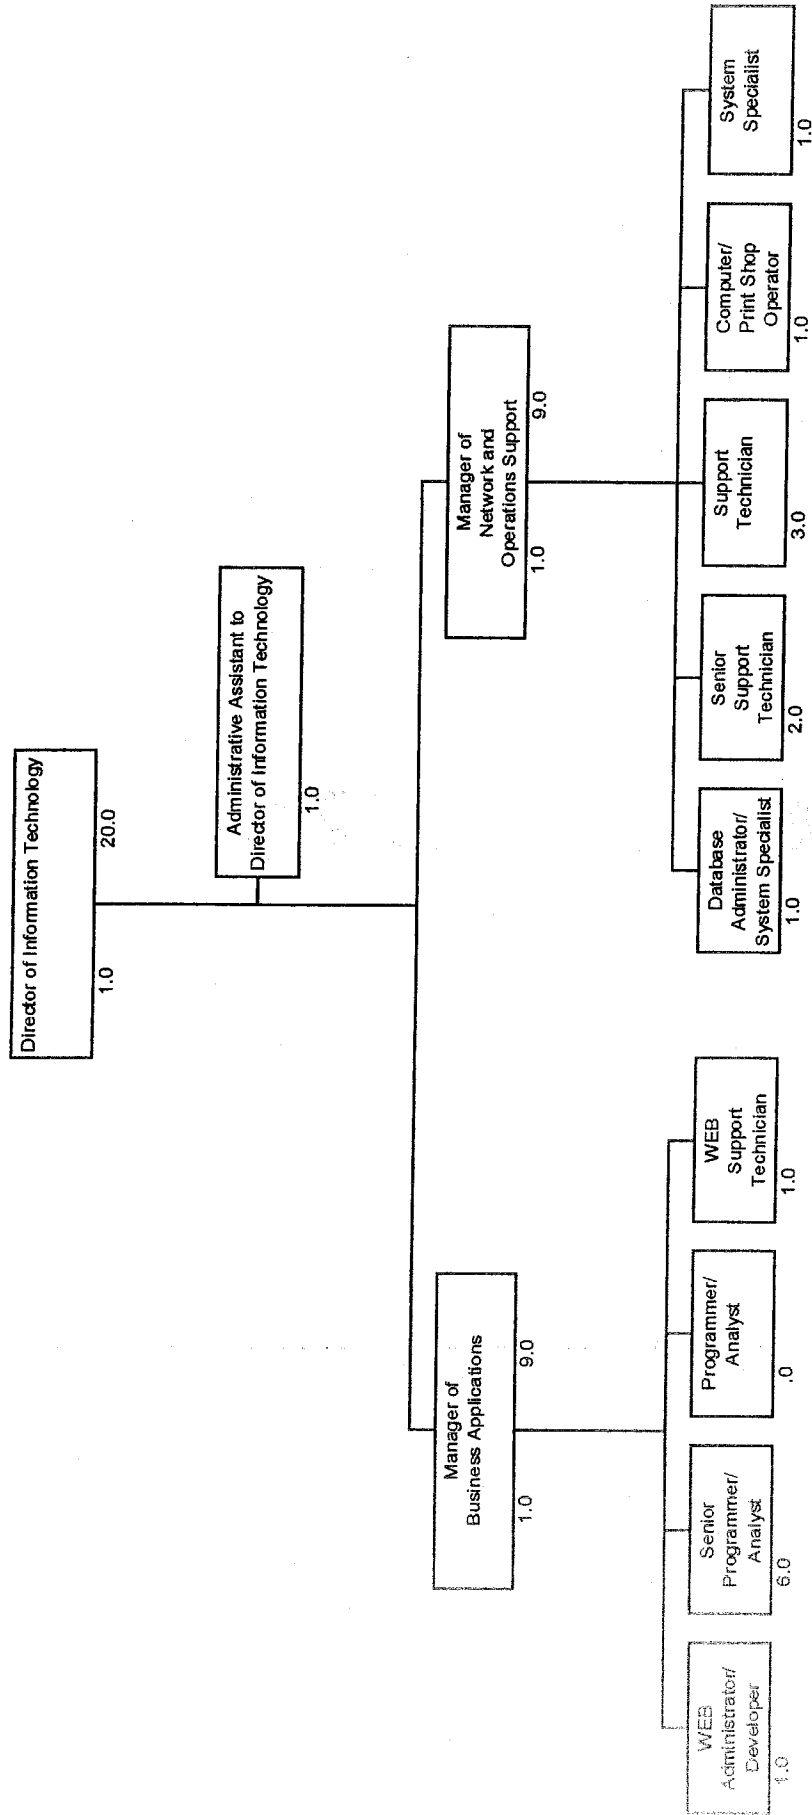 Director of Information Technology
1.0 20.0
Administrative Assistant to
Director of Information Technology
1.0
Manager of
Business Applications
1.0 9.0
Manager of
Network and
Operations Support
1.0 9.0
WEB
Administrator/
Developer
1.0
Senior
Programmer/
Analyst
6.0
Programmer/
Analyst
.0
WEB
Support
Technician
1.0
Database
Administrator/
System Specialist
1.0
Senior
Support
Technician
2.0
Support
Technician
3.0
Computer/
Print Shop
Operator
1.0
System
Specialist
1.0